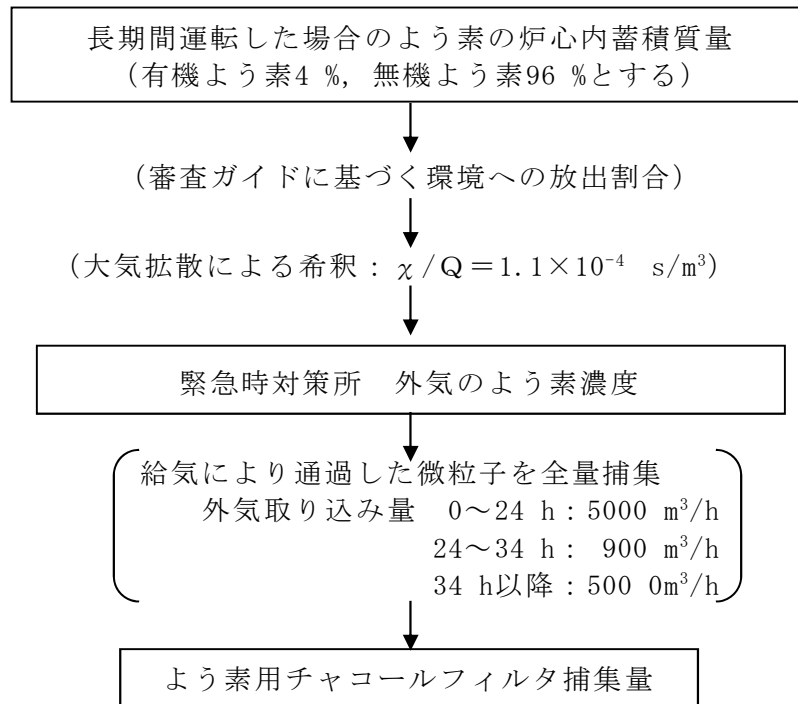 長期間運転した場合のよう素の炉心内蓄積質量
（有機よう素4 %，無機よう素96 %とする）
（審査ガイドに基づく環境への放出割合）
（大気拡散による希釈：χ/Q＝1.1×10⁻⁴ s/m³）
緊急時対策所　外気のよう素濃度
給気により通過した微粒子を全量捕集
外気取り込み量　0～24 h：5000 m³/h
24～34 h： 900 m³/h
34 h以降：500 0m³/h
よう素用チャコールフィルタ捕集量